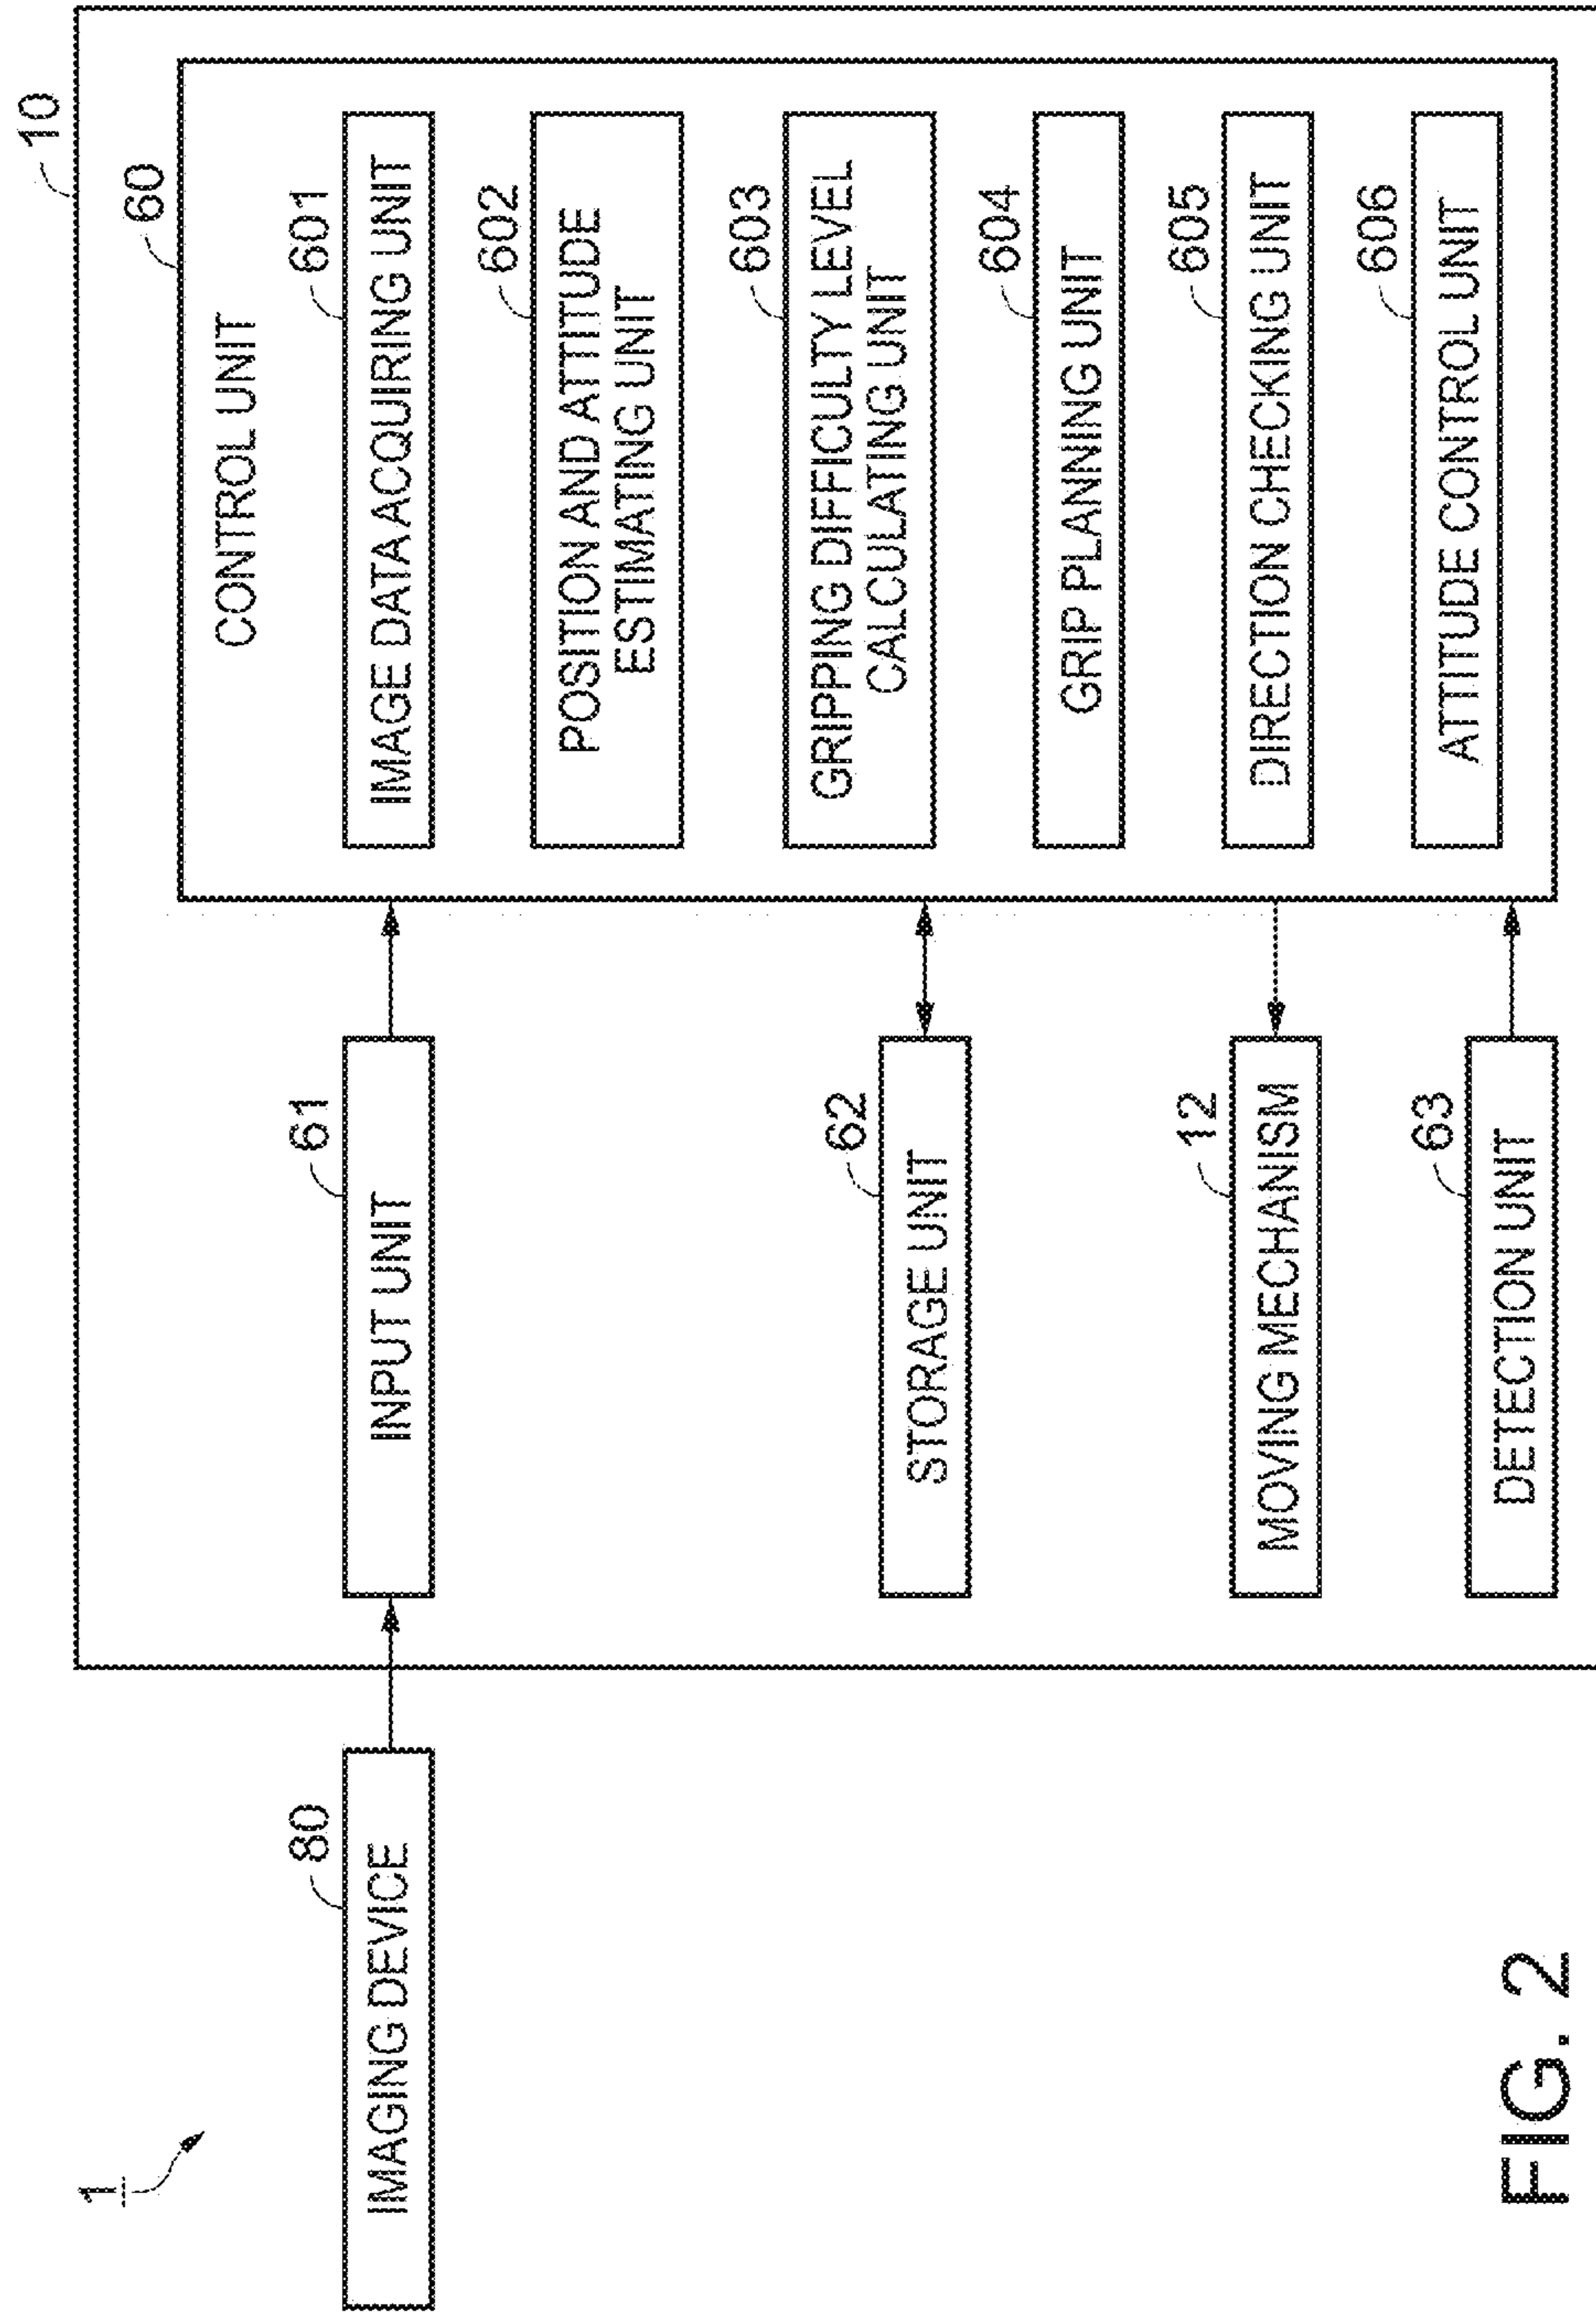 1
80
IMAGING DEVICE
10
61
INPUT UNIT
62
STORAGE UNIT
12
MOVING MECHANISM
63
DETECTION UNIT
60
CONTROL UNIT
601
IMAGE DATA ACQUIRING UNIT
602
POSITION AND ATTITUDE
ESTIMATING UNIT
603
GRIPPING DIFFICULTY LEVEL
CALCULATING UNIT
604
GRIP PLANNING UNIT
605
DIRECTION CHECKING UNIT
606
ATTITUDE CONTROL UNIT
FIG. 2